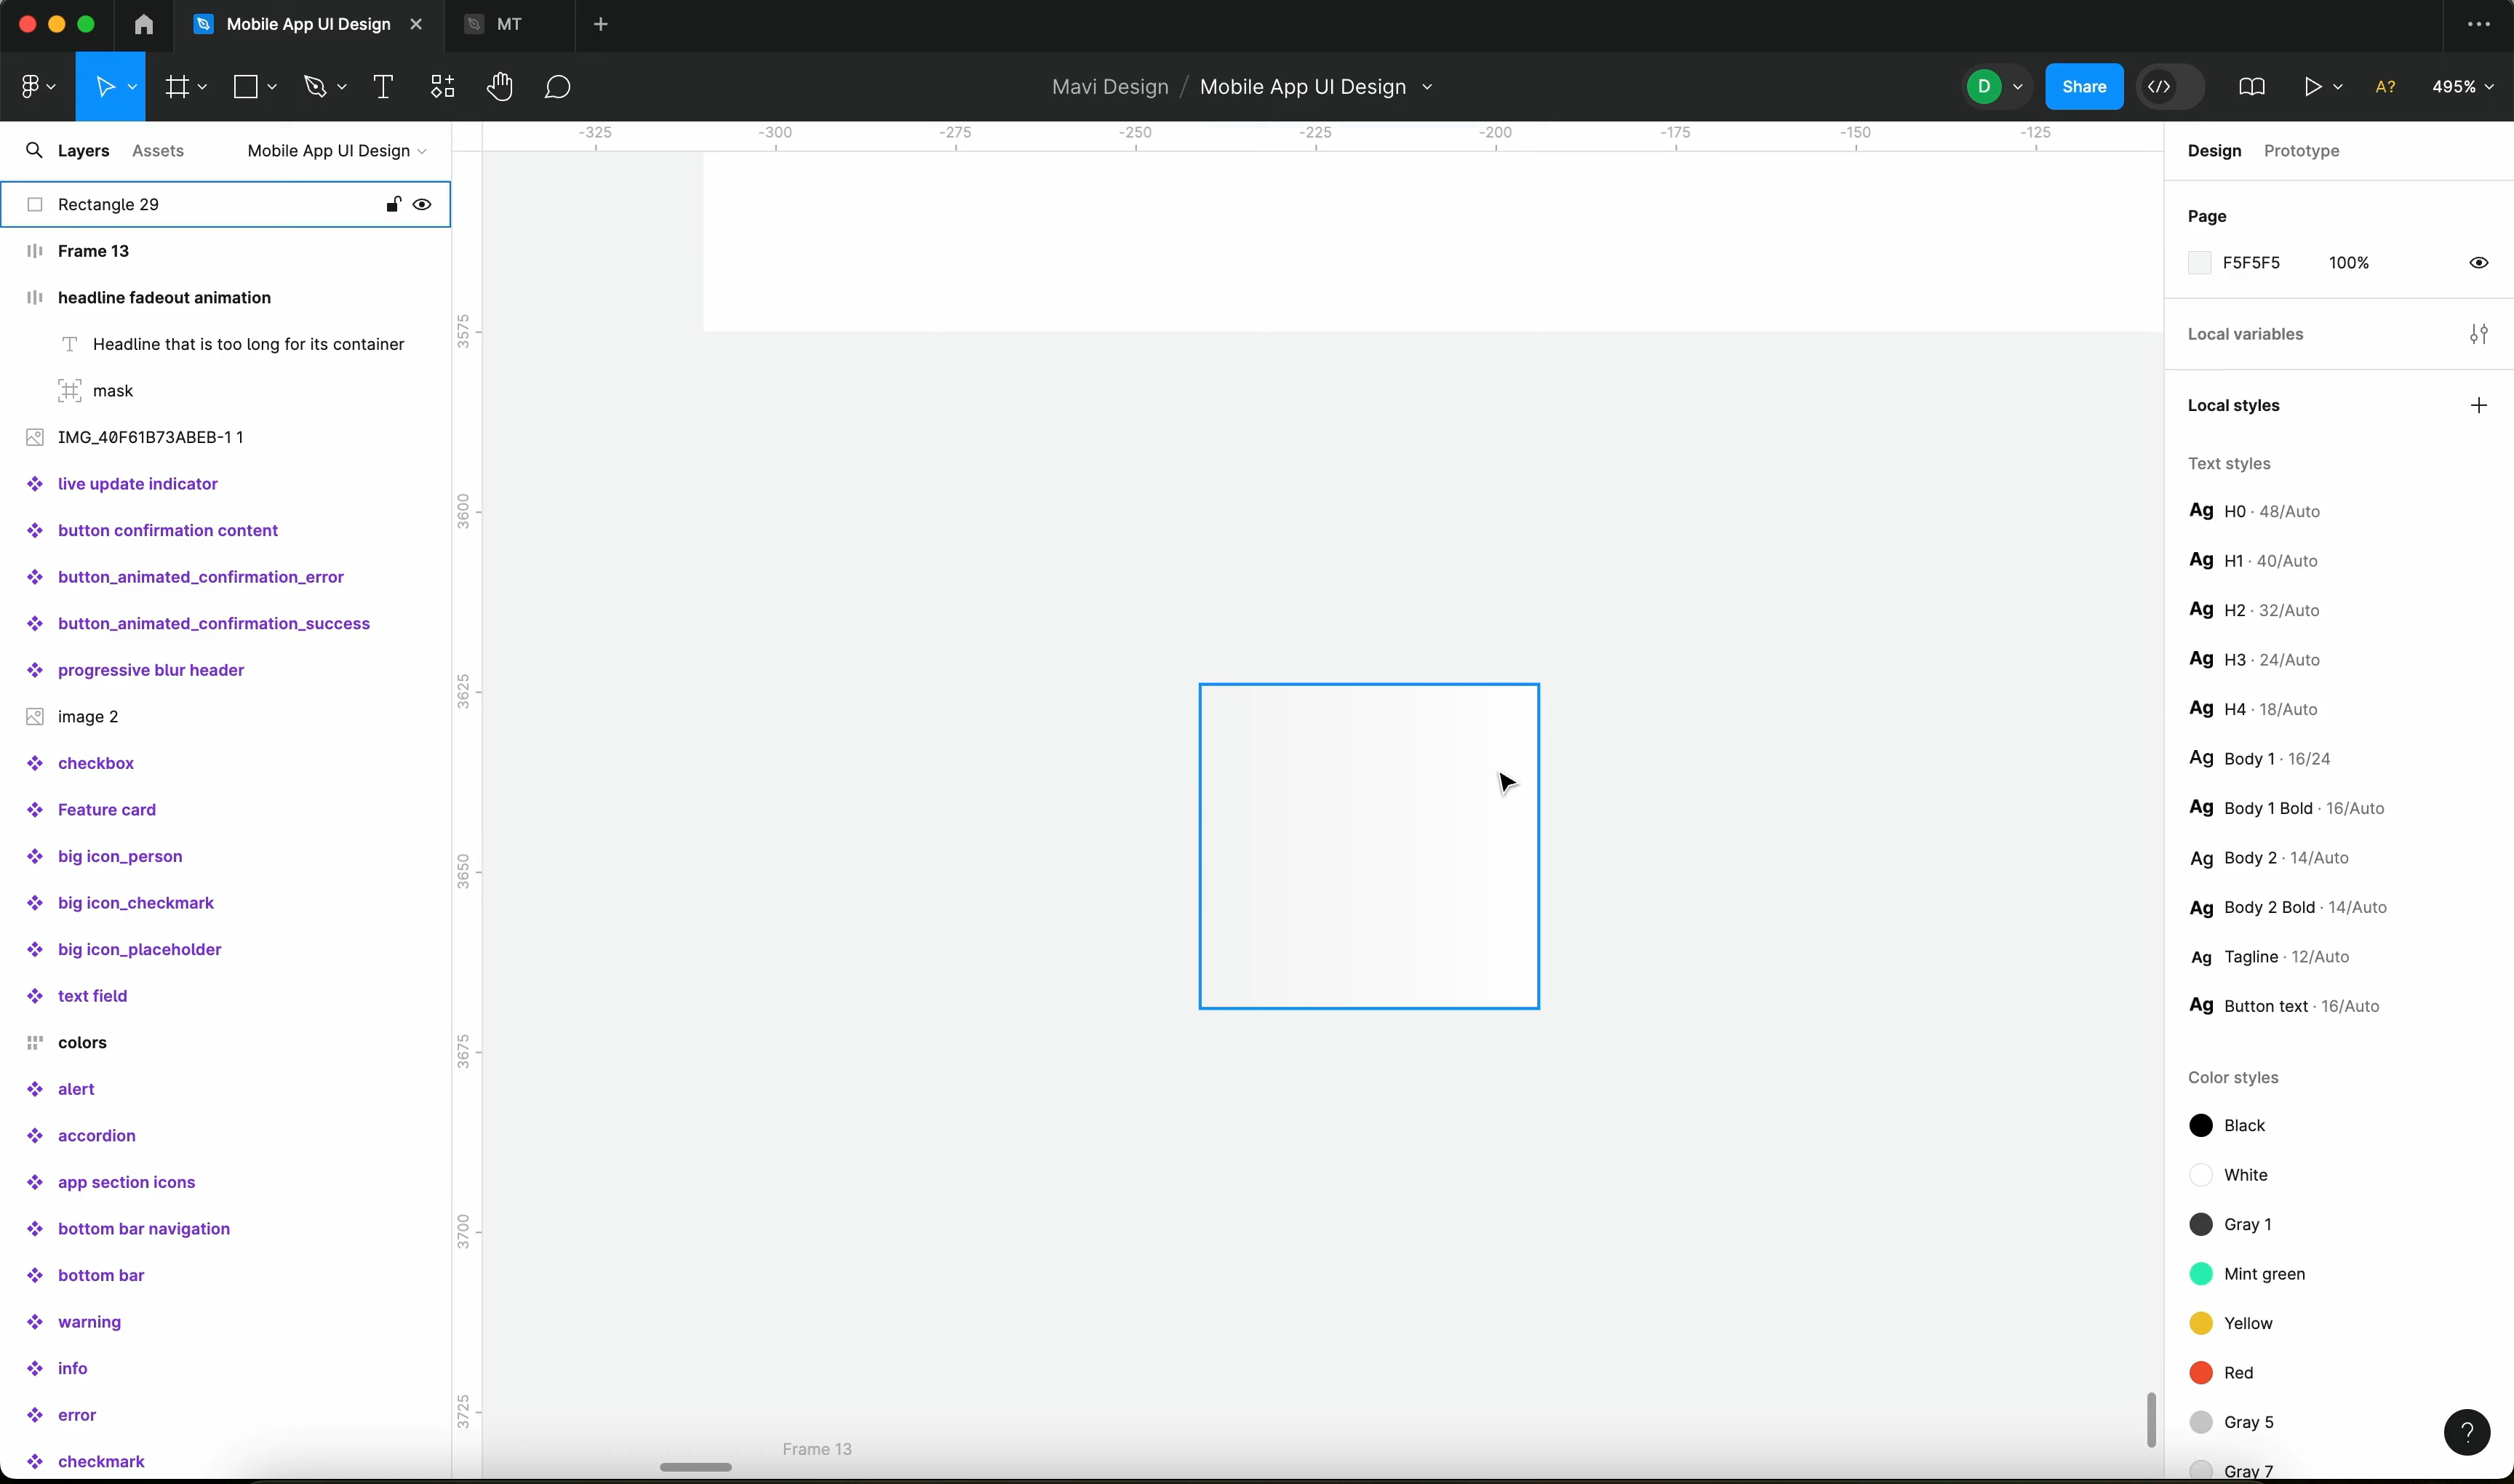 Mobile App UI Design
MT
Mavi Design / Mobile App UI Design
D
Share
A?
495%
Layers
Assets
Mobile App UI Design
-325
-300
-275
-250
-225
-200
-175
-150
-125
Design
Prototype
Rectangle 29
Frame 13
headline fadeout animation
Headline that is too long for its container
mask
IMG_40F61B73ABEB-1 1
live update indicator
button confirmation content
button_animated_confirmation_error
button_animated_confirmation_success
progressive blur header
image 2
checkbox
Feature card
big icon_person
big icon_checkmark
big icon_placeholder
text field
colors
alert
accordion
app section icons
bottom bar navigation
bottom bar
warning
info
error
checkmark
3575
3600
3625
3650
3675
3700
3725
Frame 13
Page
F5F5F5 100%
Local variables
Local styles
Text styles
Ag H0 · 48/Auto
Ag H1 · 40/Auto
Ag H2 · 32/Auto
Ag H3 · 24/Auto
Ag H4 · 18/Auto
Ag Body 1 · 16/24
Ag Body 1 Bold · 16/Auto
Ag Body 2 · 14/Auto
Ag Body 2 Bold · 14/Auto
Ag Tagline · 12/Auto
Ag Button text · 16/Auto
Color styles
Black
White
Gray 1
Mint green
Yellow
Red
Gray 5
Gray 7
?